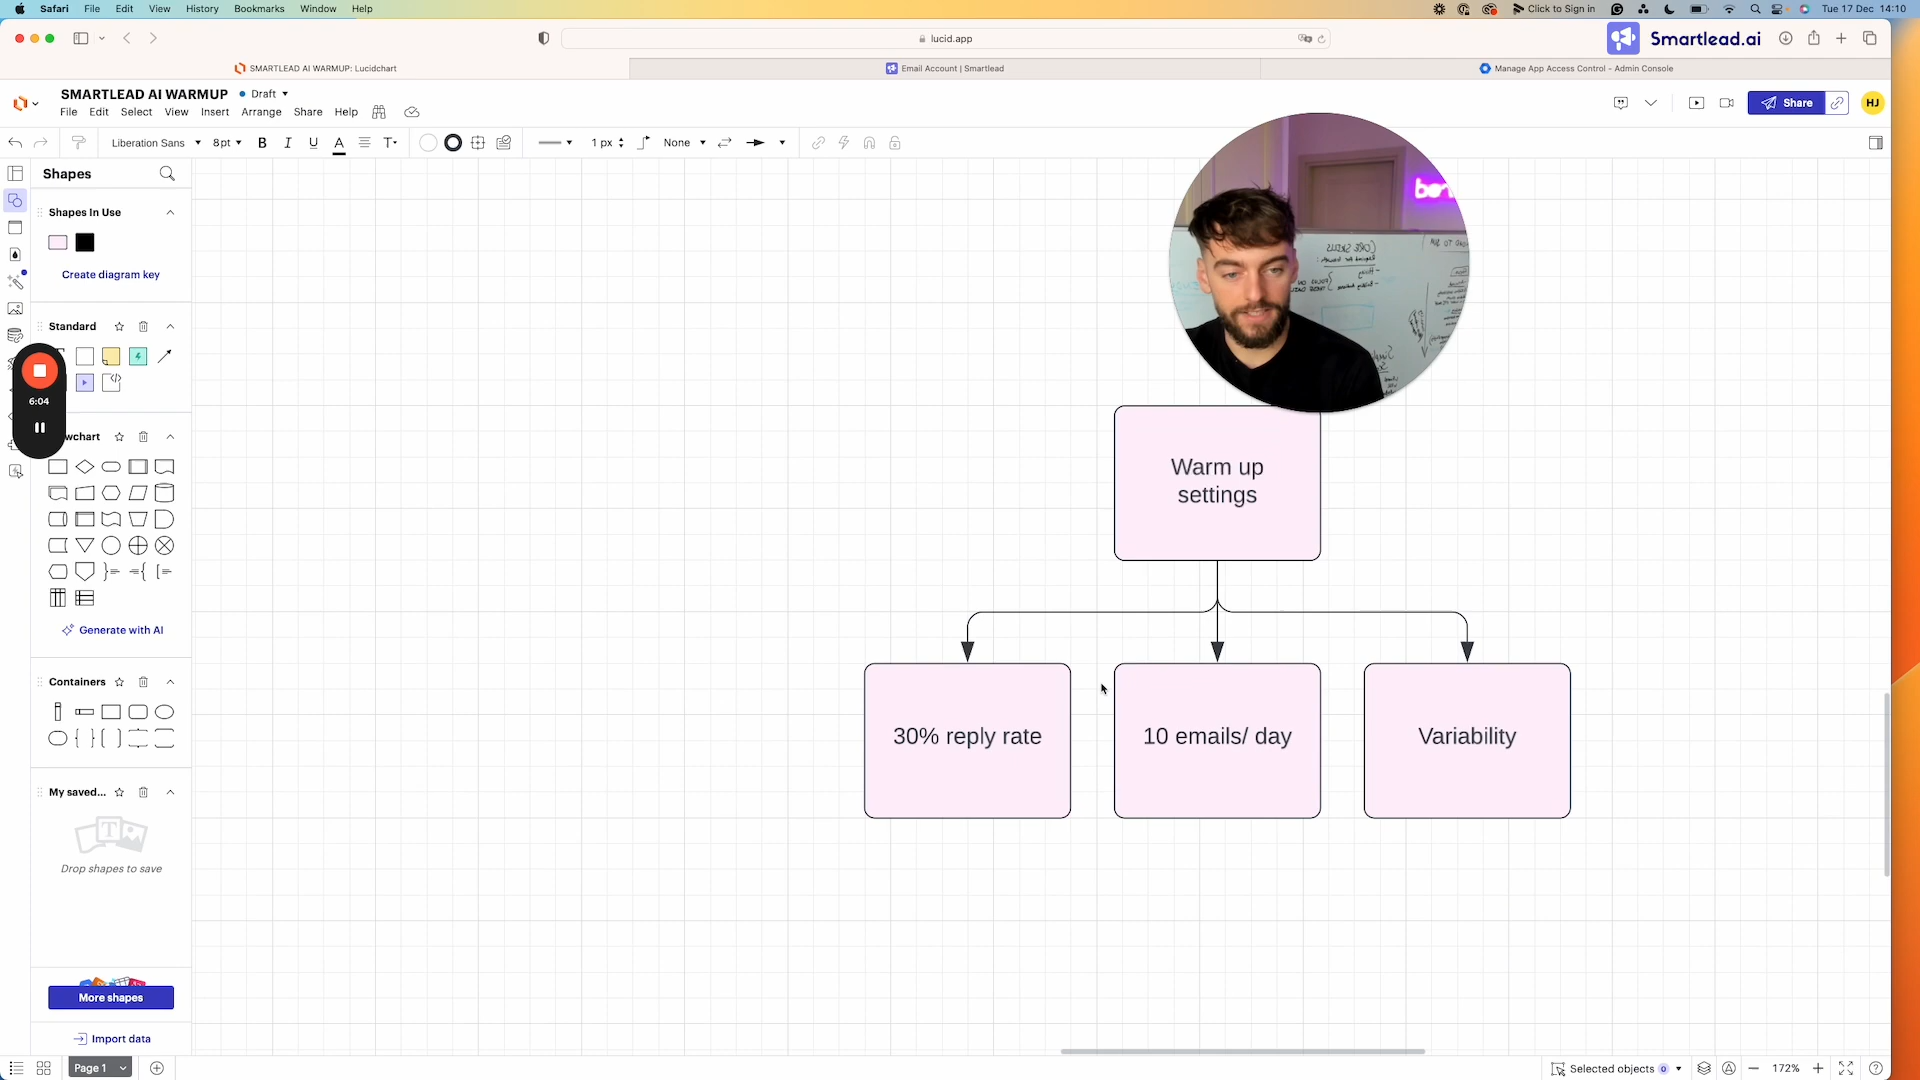 Safari File Edit View History Bookmarks Window Help
Click to Sign in
Tue 17 Dec 14:10
lucid.app
Smartlead.ai
SMARTLEAD AI WARMUP: Lucidchart
Email Account | Smartlead
Manage App Access Control - Admin Console
SMARTLEAD AI WARMUP
Draft
File Edit Select View Insert Arrange Share Help
Share
HJ
Liberation Sans
8pt
B I U A T
1 px
None
Shapes
Shapes In Use
Create diagram key
Standard
6:04
wchart
Generate with AI
Containers
My saved...
T
Drop shapes to save
More shapes
Import data
CORE SKILLS
Warm up
settings
30% reply rate
10 emails/ day
Variability
Page 1
Selected objects 0
172%